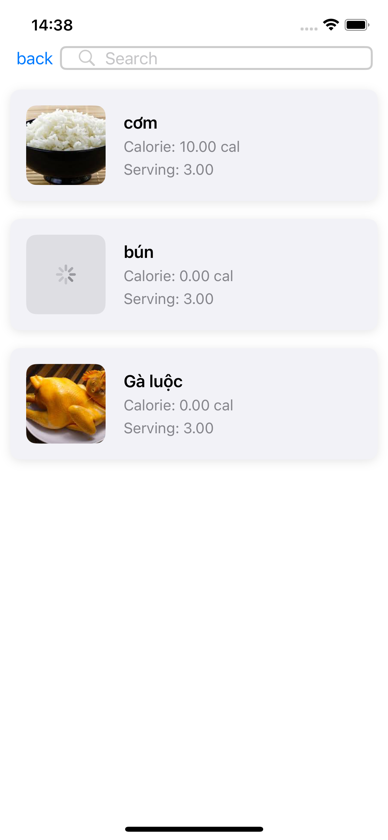 14:38
back Search
cơm
Calorie: 10.00 cal
Serving: 3.00
bún
Calorie: 0.00 cal
Serving: 3.00
Gà luộc
Calorie: 0.00 cal
Serving: 3.00